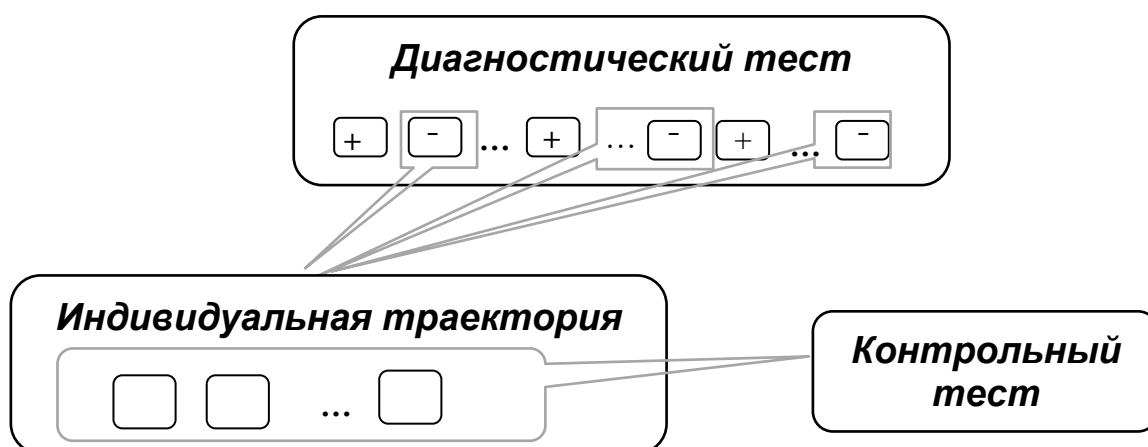 Диагностический тест
+ - ... + ... - + ... -
Индивидуальная траектория
...
Контрольный
тест